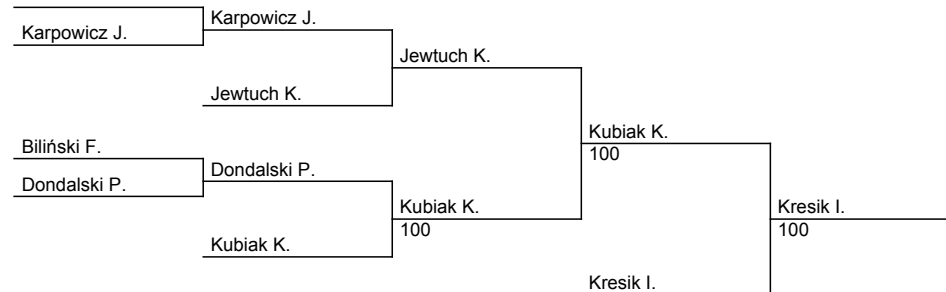 Karpowicz J.
Karpowicz J.
Jewtuch K.
Jewtuch K.
Kubiak K.
100
Biliński F.
Dondalski P.
Dondalski P.
Kubiak K.
100
Kubiak K.
Kresik I.
100
Kresik I.